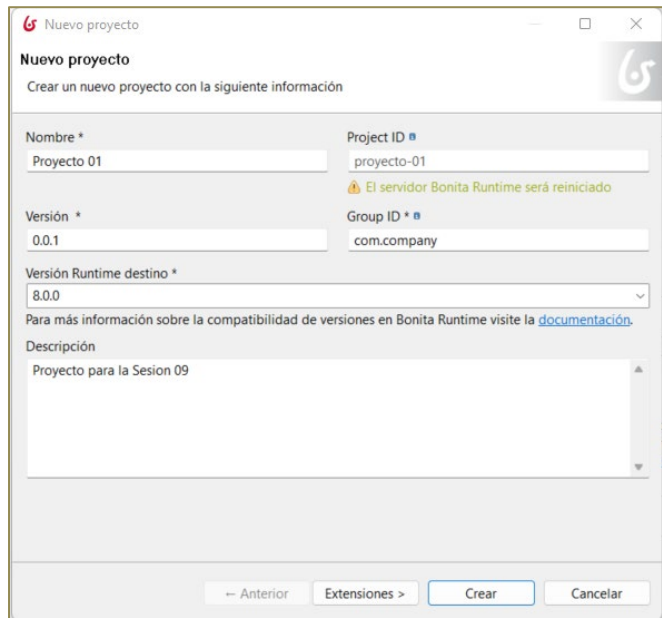 Nuevo proyecto
Nuevo proyecto
Crear un nuevo proyecto con la siguiente información
Nombre *
Project ID
Proyecto 01
proyecto-01
El servidor Bonita Runtime será reiniciado
Versión *
Group ID *
0.0.1
com.company
Versión Runtime destino *
8.0.0
Para más información sobre la compatibilidad de versiones en Bonita Runtime visite la documentación.
Descripción
Proyecto para la Sesion 09
← Anterior
Extensiones >
Crear
Cancelar